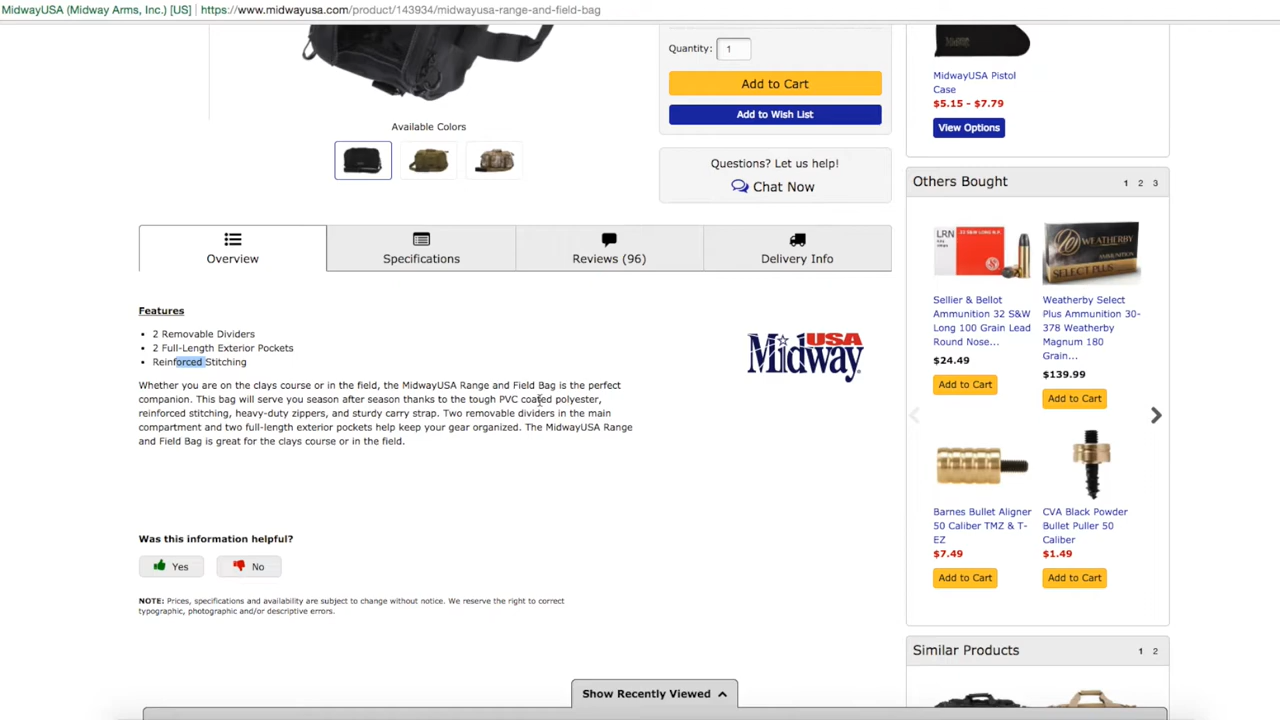 MidwayUSA (Midway Arms, Inc.) [US] | https://www.midwayusa.com/product/143934/midwayusa-range-and-field-bag
Quantity: 1
Add to Cart
Add to Wish List
Questions? Let us help!
Chat Now
Available Colors
Overview
Specifications
Reviews (96)
Delivery Info
Features
• 2 Removable Dividers
• 2 Full-Length Exterior Pockets
• Reinforced Stitching
Whether you are on the clays course or in the field, the MidwayUSA Range and Field Bag is the perfect
companion. This bag will serve you season after season thanks to the tough PVC coated polyester,
reinforced stitching, heavy-duty zippers, and sturdy carry strap. Two removable dividers in the main
compartment and two full-length exterior pockets help keep your gear organized. The MidwayUSA Range
and Field Bag is great for the clays course or in the field.
Midway USA
Was this information helpful?
Yes
No
NOTE: Prices, specifications and availability are subject to change without notice. We reserve the right to correct
typographic, photographic and/or descriptive errors.
Show Recently Viewed
MidwayUSA Pistol
Case
$5.15 - $7.79
View Options
Others Bought
1 2 3
LRN
32 S&W LONG N.P.
WEATHERBY
SELECT PLUS
Sellier & Bellot
Ammunition 32 S&W
Long 100 Grain Lead
Round Nose...
$24.49
Add to Cart
Weatherby Select
Plus Ammunition 30-
378 Weatherby
Magnum 180
Grain...
$139.99
Add to Cart
Barnes Bullet Aligner
50 Caliber TMZ & T-
EZ
$7.49
Add to Cart
CVA Black Powder
Bullet Puller 50
Caliber
$1.49
Add to Cart
Similar Products
1 2